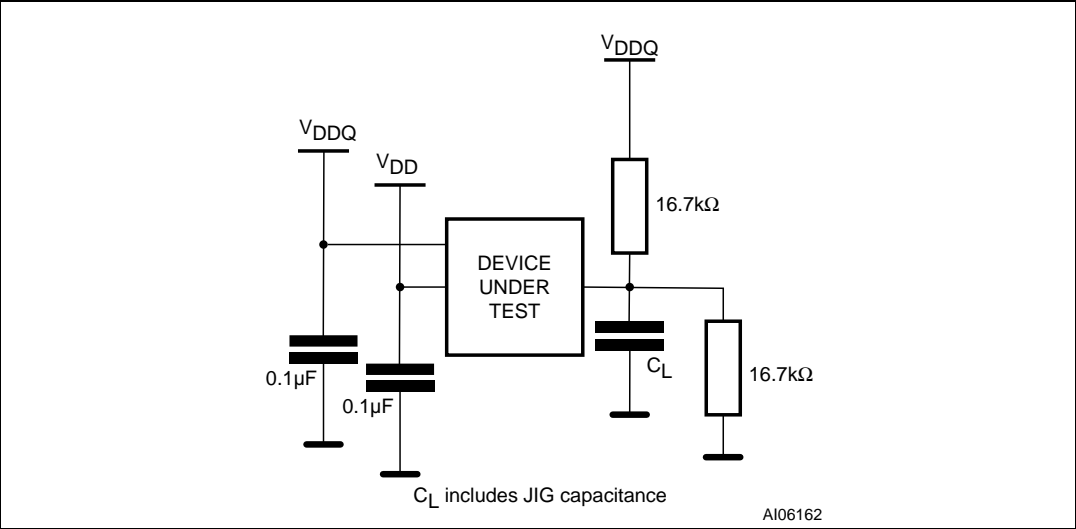 VDDQ
VDDQ
VDD
16.7kΩ
DEVICE
UNDER
TEST
CL
0.1µF
16.7kΩ
0.1µF
CL includes JIG capacitance
AI06162